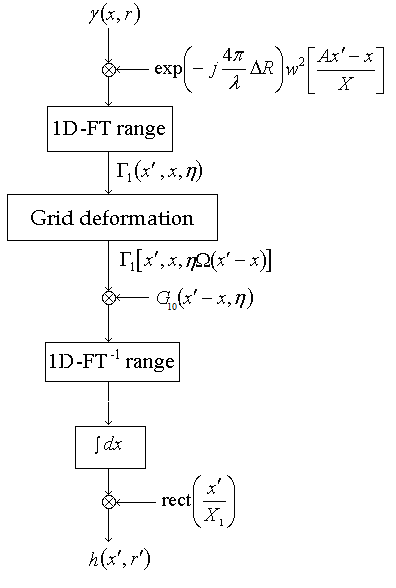 γ(x, r)
exp(− j 4π/λ ΔR) w²[Ax′ − x / X]
1D-FT range
Γ₁(x′, x, η)
Grid deformation
Γ₁[x′, x, ηΩ(x′ − x)]
G₁₀(x′ − x, η)
1D-FT⁻¹ range
∫dx
rect(x′/X₁)
h(x′, r′)